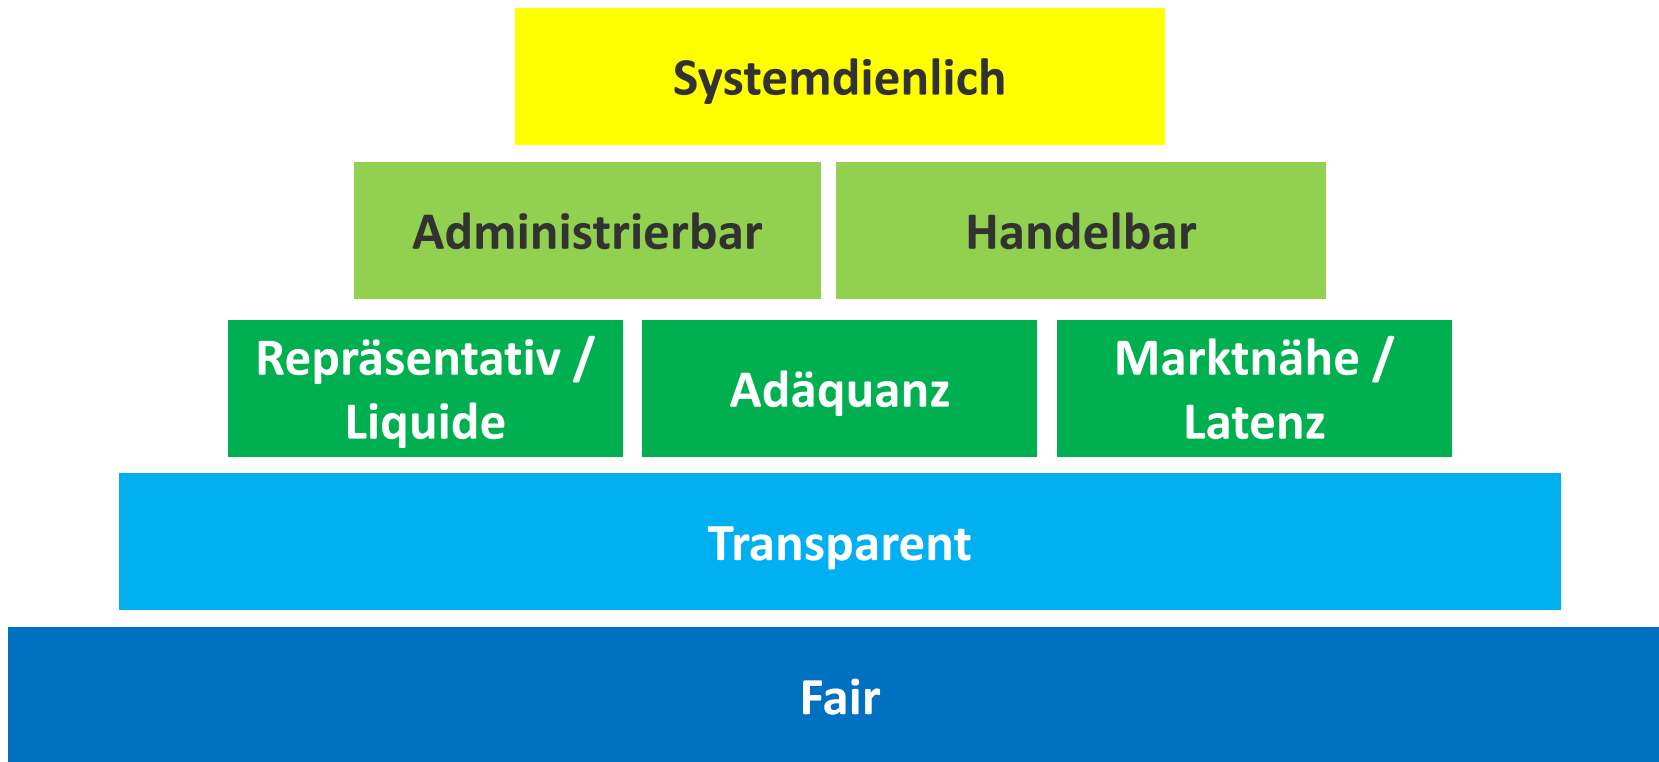 Systemdienlich
Administrierbar
Handelbar
Repräsentativ /
Liquide
Adäquanz
Marktnähe /
Latenz
Transparent
Fair